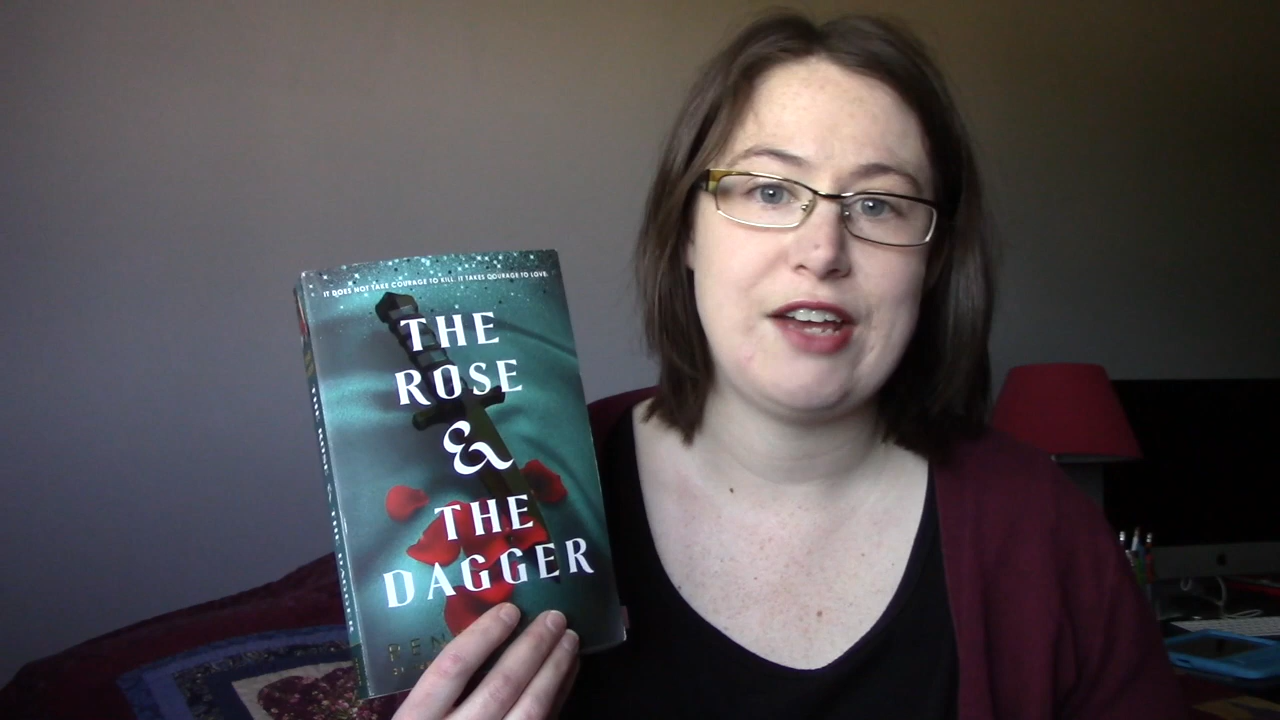 IT DOES NOT TAKE COURAGE TO KILL. IT TAKES COURAGE TO LOVE.
THE
ROSE
&
THE
DAGGER